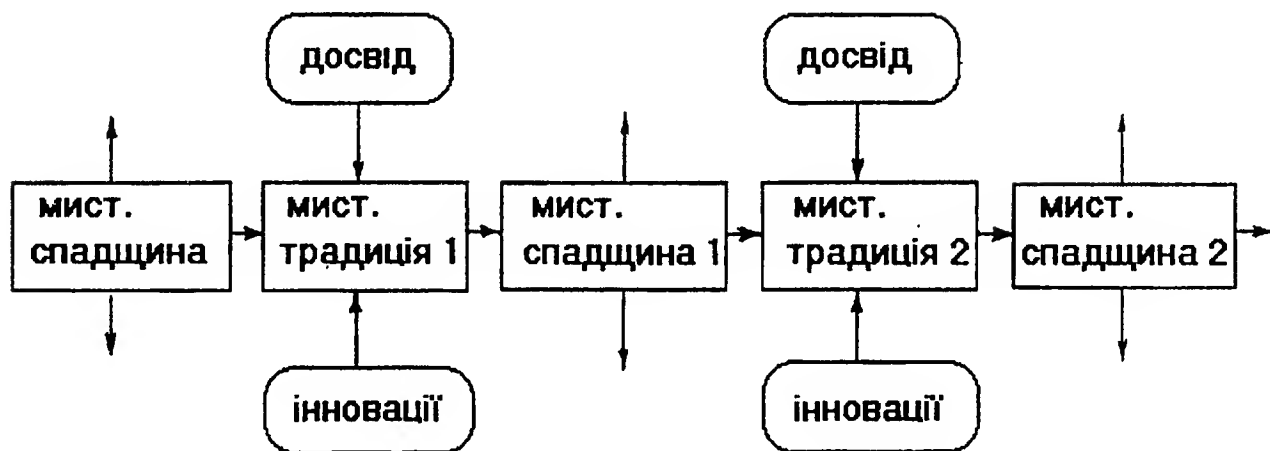 досвід
досвід
мист.
спадщина
мист.
традиція 1
мист.
спадщина 1
мист.
традиція 2
мист.
спадщина 2
інновації
інновації